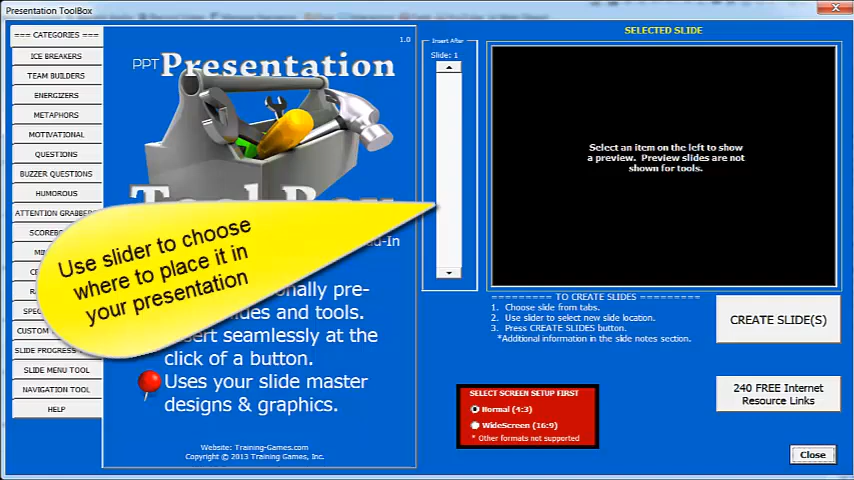 Presentation ToolBox
=== CATEGORIES ===
ICE BREAKERS
TEAM BUILDERS
ENERGIZERS
METAPHORS
MOTIVATIONAL
QUESTIONS
BUZZER QUESTIONS
HUMOROUS
ATTENTION GRABBERS
SLIDE PROGRESS
SLIDE MENU TOOL
NAVIGATION TOOL
HELP
1.0
PPT Presentation
Use slider to choose
where to place it in
your presentation
slides and tools.
Insert seamlessly at the
click of a button.
Uses your slide master
designs & graphics.
Website: Training-Games.com
Copyright © 2013 Training Games, Inc.
Insert After
Slide: 1
SELECTED SLIDE
Select an item on the left to show
a preview. Preview slides are not
shown for tools.
========= TO CREATE SLIDES =========
1. Choose slide from tabs.
2. Use slider to select new slide location.
3. Press CREATE SLIDES button.
*Additional information in the slide notes section.
CREATE SLIDE(S)
SELECT SCREEN SETUP FIRST
Normal (4:3)
WideScreen (16:9)
* Other formats not supported
240 FREE Internet
Resource Links
Close